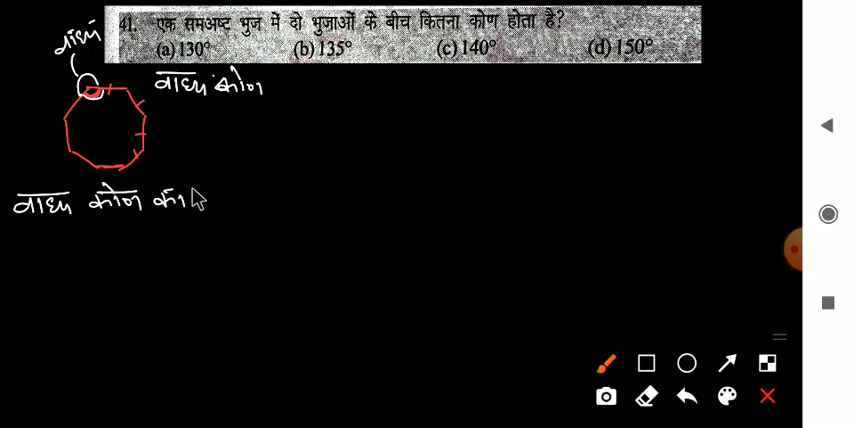 41. एक समअष्ट भुज में दो भुजाओं के बीच कितना कोण होता है?
(a) 130° (b) 135° (c) 140° (d) 150°
वाह्य
वाह्य कोण
वाह्य कोण का